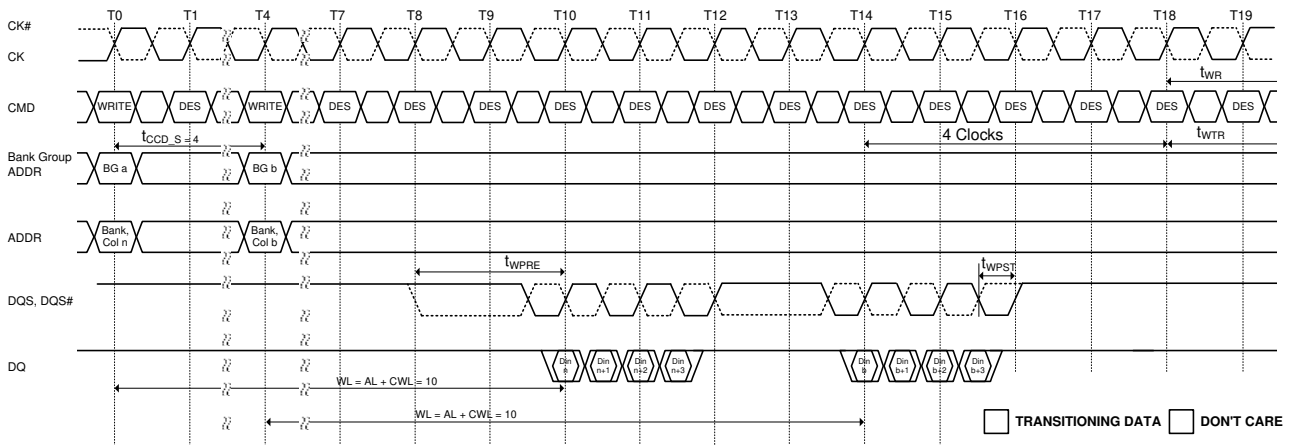 T0 T1 T4 T7 T8 T9 T10 T11 T12 T13 T14 T15 T16 T17 T18 T19
CK#
CK
tWR
CMD WRITE DES WRITE DES DES DES DES DES DES DES DES DES DES DES DES DES
tCCD_S = 4 4 Clocks tWTR
Bank Group
ADDR BG a BG b
ADDR Bank, Col n Bank, Col b
tWPRE tWPST
DQS, DQS#
DQ Din n Din n+1 Din n+2 Din n+3 Din b Din b+1 Din b+2 Din b+3
WL = AL + CWL = 10
WL = AL + CWL = 10
TRANSITIONING DATA DON'T CARE